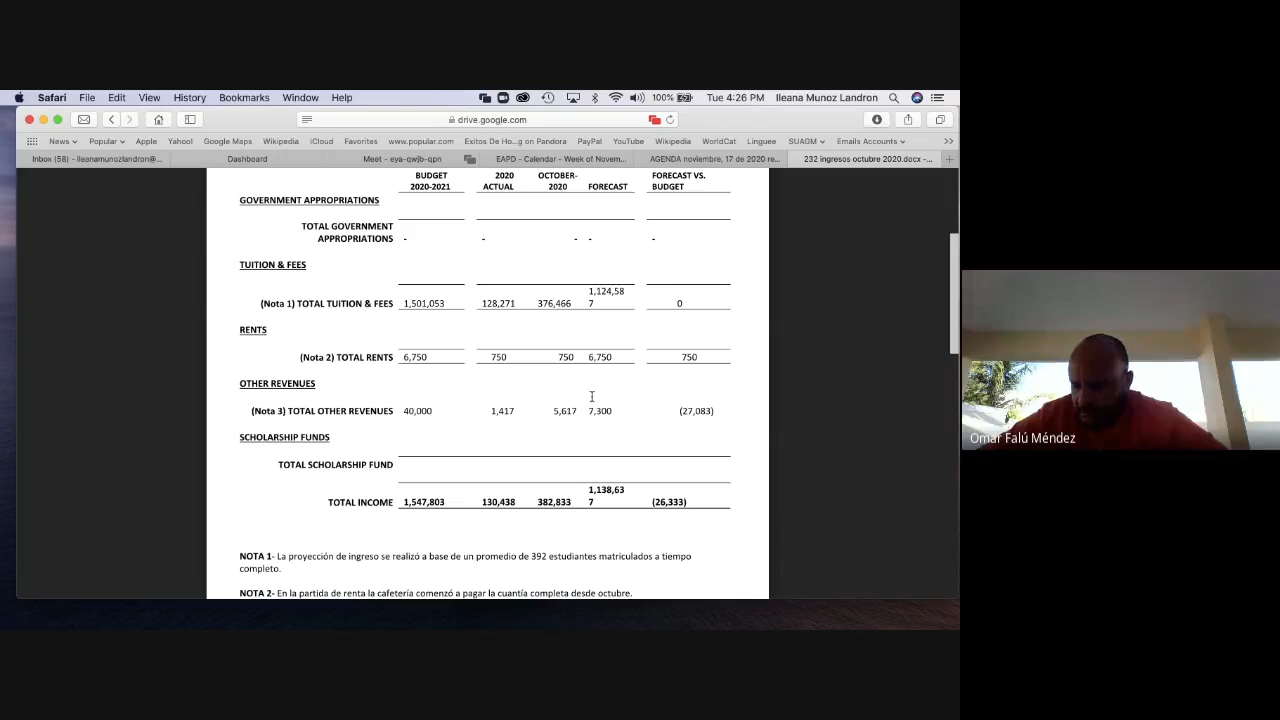 Safari File Edit View History Bookmarks Window Help 100% Tue 4:26 PM Ileana Munoz Landron
drive.google.com
News Popular Apple Yahoo! Google Maps Wikipedia iCloud Favorites www.popular.com Exitos De Ho...g on Pandora PayPal YouTube Wikipedia WorldCat Linguee SUAGM Emails Accounts
Inbox (58) - ileanamunozlandron@... Dashboard Meet - eya-qwjb-qpn EAPD - Calendar - Week of Novem... AGENDA noviembre, 17 de 2020 re... 232 ingresos octubre 2020.docx -...
BUDGET 2020 OCTOBER- FORECAST VS.
2020-2021 ACTUAL 2020 FORECAST BUDGET
GOVERNMENT APPROPRIATIONS
TOTAL GOVERNMENT
APPROPRIATIONS - - - - -
TUITION & FEES
1,124,58
(Nota 1) TOTAL TUITION & FEES 1,501,053 128,271 376,466 7 0
RENTS
(Nota 2) TOTAL RENTS 6,750 750 750 6,750 750
OTHER REVENUES
(Nota 3) TOTAL OTHER REVENUES 40,000 1,417 5,617 7,300 (27,083)
SCHOLARSHIP FUNDS
TOTAL SCHOLARSHIP FUND
1,138,63
TOTAL INCOME 1,547,803 130,438 382,833 7 (26,333)
NOTA 1- La proyección de ingreso se realizó a base de un promedio de 392 estudiantes matriculados a tiempo
completo.
NOTA 2- En la partida de renta la cafetería comenzó a pagar la cuantía completa desde octubre.
Omar Falú Méndez